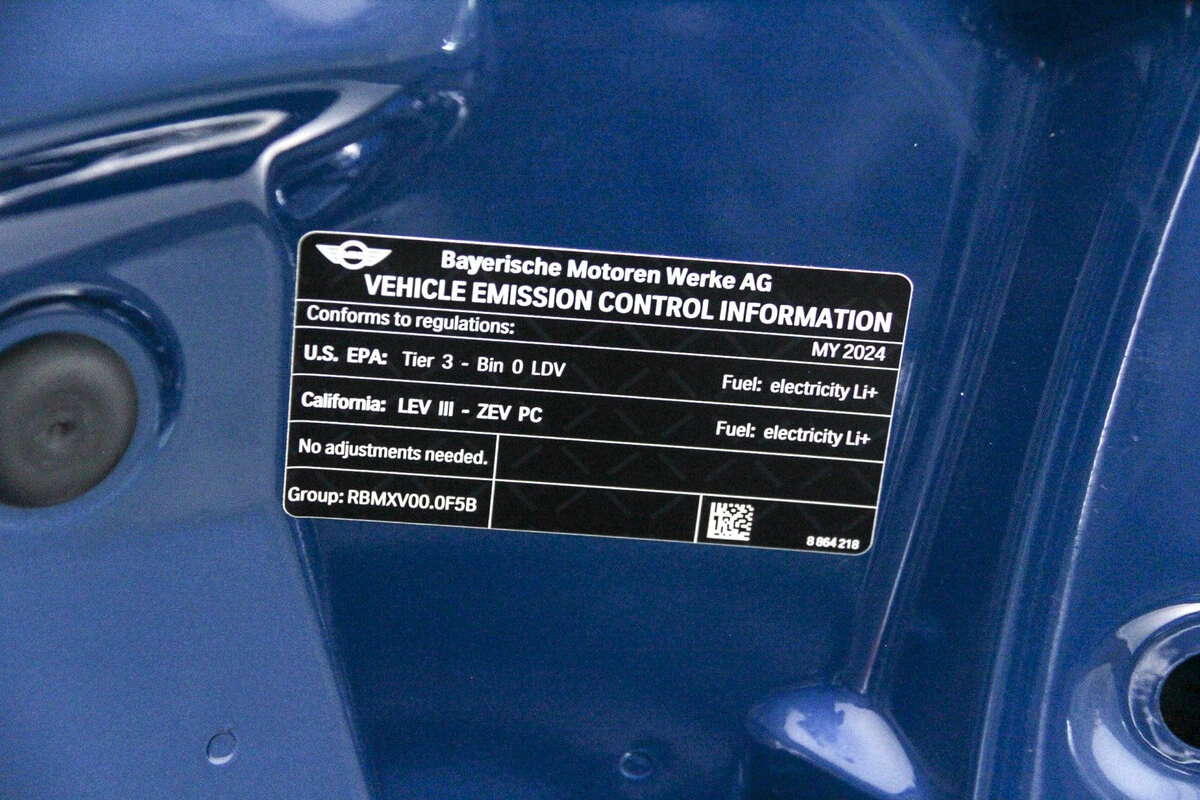 Bayerische Motoren Werke AG
VEHICLE EMISSION CONTROL INFORMATION
Conforms to regulations:
MY 2024
U.S. EPA: Tier 3 - Bin 0 LDV Fuel: electricity Li+
California: LEV III - ZEV PC Fuel: electricity Li+
No adjustments needed.
Group: RBMXV00.0F5B
8 864 218